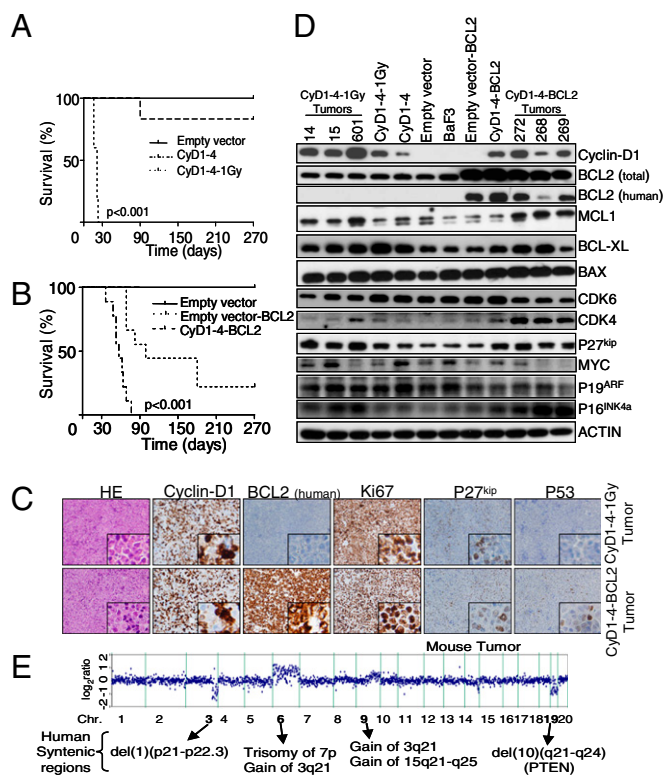 A
Survival (%)
100
50
Empty vector
CyD1-4
CyD1-4-1Gy
p<0.001
0 30 90 150 210 270
Time (days)
B
Survival (%)
100
50
Empty vector
Empty vector-BCL2
CyD1-4-BCL2
p<0.001
0 30 90 150 210 270
Time (days)
D
CyD1-4-1Gy
Tumors
14 15 601 CyD1-4-1Gy CyD1-4 Empty vector BaF3 Empty vector-BCL2 CyD1-4-BCL2
CyD1-4-BCL2
Tumors
272 268 269
Cyclin-D1
BCL2 (total)
BCL2 (human)
MCL1
BCL-XL
BAX
CDK6
CDK4
P27kip
MYC
P19ARF
P16INK4a
ACTIN
C
HE Cyclin-D1 BCL2 (human) Ki67 P27kip P53
CyD1-4-1Gy
Tumor
CyD1-4-BCL2
Tumor
E
Mouse Tumor
log2ratio
2
1
0
-2
Chr. 1 2 3 4 5 6 7 8 9 10 11 12 13 14 15 16 17 18 19 20
Human
Syntenic
regions
del(1)(p21-p22.3)
Trisomy of 7p
Gain of 3q21
Gain of 3q21
Gain of 15q21-q25
del(10)(q21-q24)
(PTEN)